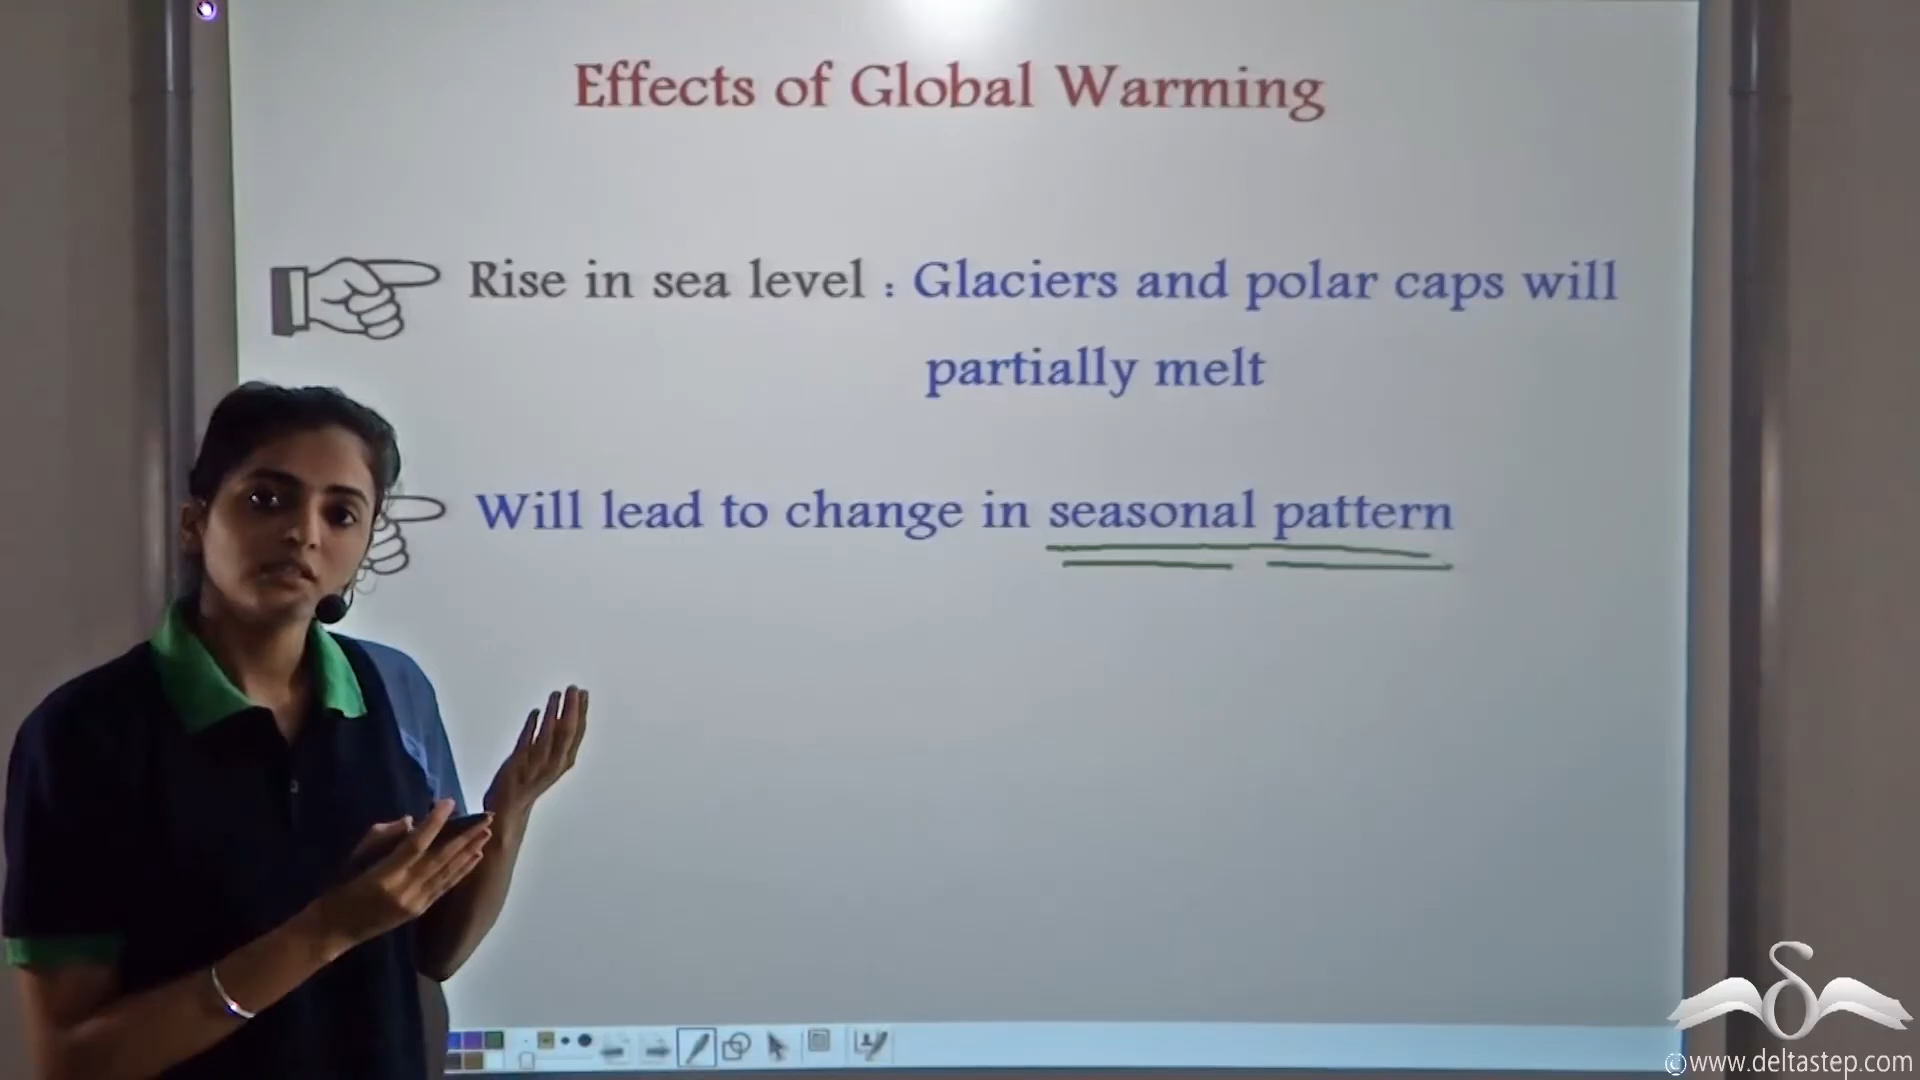 Effects of Global Warming
Rise in sea level : Glaciers and polar caps will
partially melt
Will lead to change in seasonal pattern
©www.deltastep.com